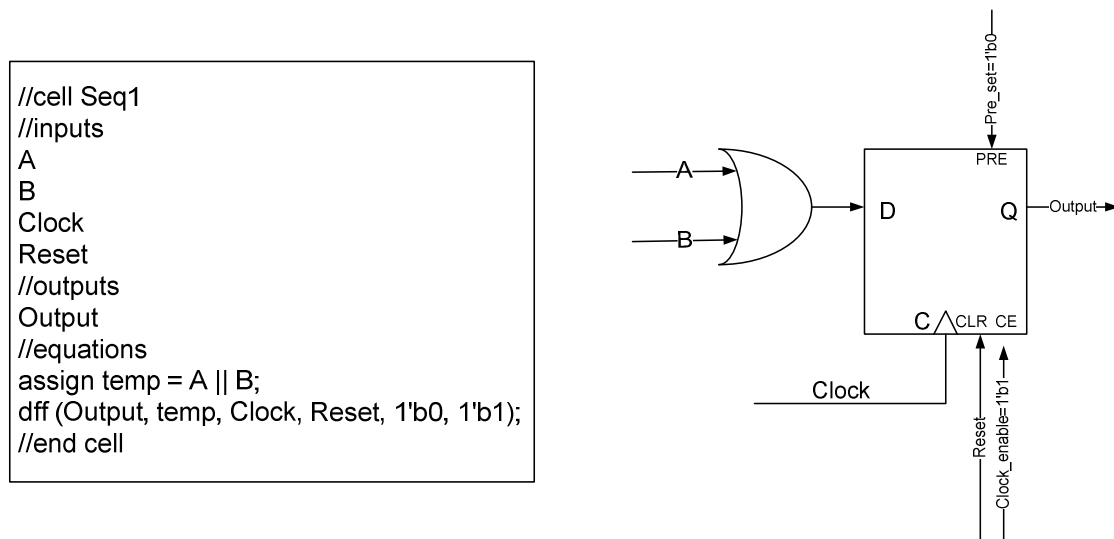 //cell Seq1
//inputs
A
B
Clock
Reset
//outputs
Output
//equations
assign temp = A || B;
dff (Output, temp, Clock, Reset, 1'b0, 1'b1);
//end cell
Pre_set=1'b0
PRE
A
B
D
Q
Output
C
CLR
CE
Clock
Reset
Clock_enable=1'b1